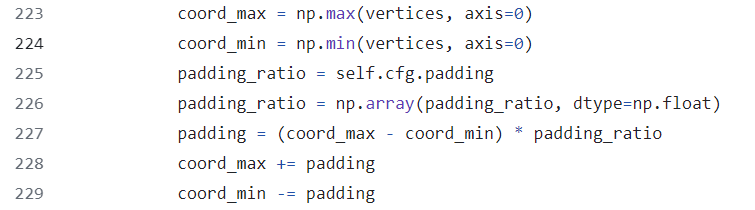 223 coord_max = np.max(vertices, axis=0)
224 coord_min = np.min(vertices, axis=0)
225 padding_ratio = self.cfg.padding
226 padding_ratio = np.array(padding_ratio, dtype=np.float)
227 padding = (coord_max - coord_min) * padding_ratio
228 coord_max += padding
229 coord_min -= padding